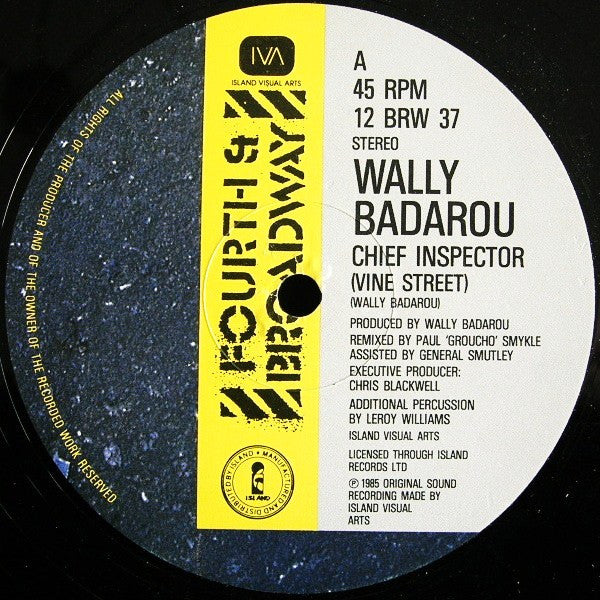 IVA
ISLAND VISUAL ARTS
FOURTH &
BROADWAY
MANUFACTURED AND DISTRIBUTED BY ISLAND •
ISLAND
A
45 RPM
12 BRW 37
STEREO
WALLY
BADAROU
CHIEF INSPECTOR
(VINE STREET)
(WALLY BADAROU)
PRODUCED BY WALLY BADAROU
REMIXED BY PAUL 'GROUCHO' SMYKLE
ASSISTED BY GENERAL SMUTLEY
EXECUTIVE PRODUCER:
CHRIS BLACKWELL
ADDITIONAL PERCUSSION
BY LEROY WILLIAMS
ISLAND VISUAL ARTS
LICENSED THROUGH ISLAND
RECORDS LTD
℗ 1985 ORIGINAL SOUND
RECORDING MADE BY
ISLAND VISUAL
ARTS
ALL RIGHTS OF THE PRODUCER AND OF THE OWNER OF THE RECORDED WORK RESERVED